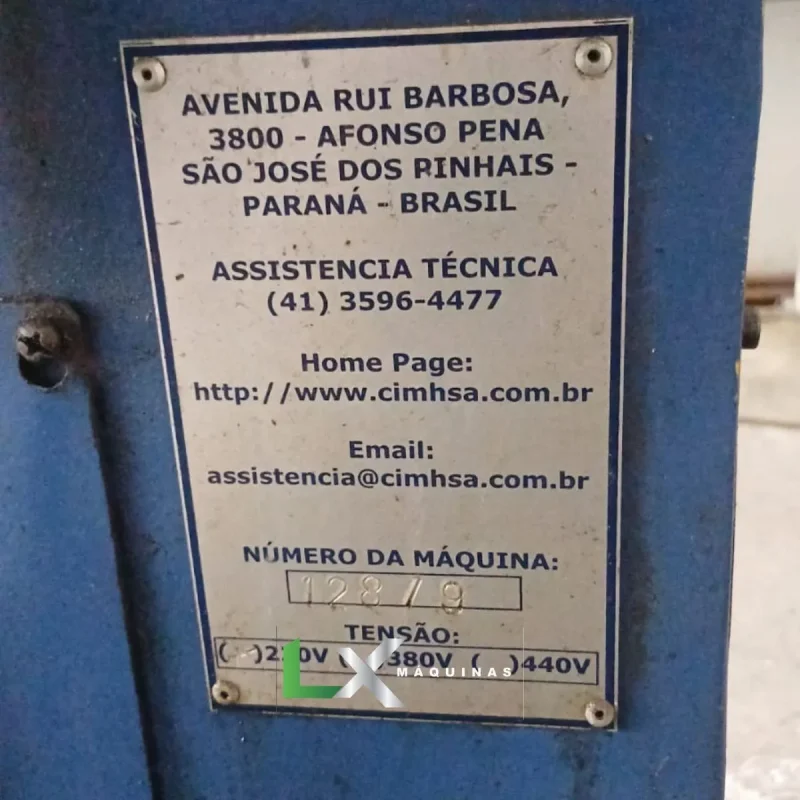 AVENIDA RUI BARBOSA,
3800 - AFONSO PENA
SÃO JOSÉ DOS PINHAIS -
PARANÁ - BRASIL
ASSISTENCIA TÉCNICA
(41) 3596-4477
Home Page:
http://www.cimhsa.com.br
Email:
assistencia@cimhsa.com.br
NÚMERO DA MÁQUINA:
128/9
TENSÃO:
( )220V ( )380V ( )440V
LX MÁQUINAS